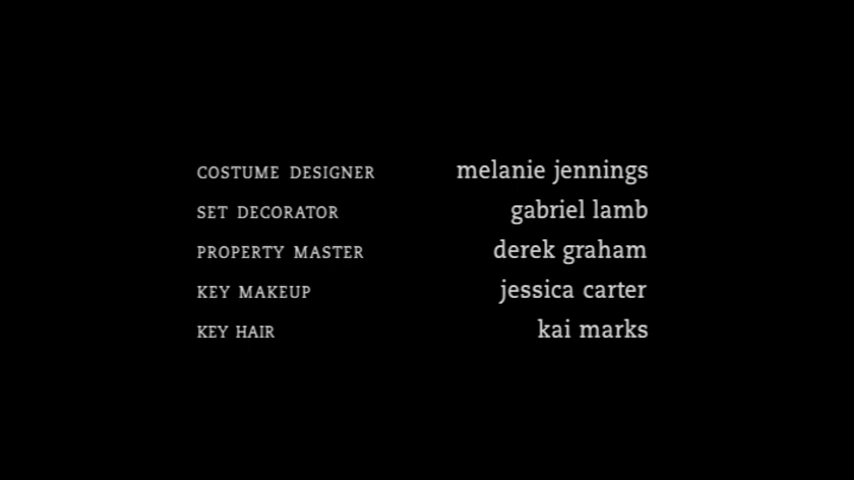 COSTUME DESIGNER melanie jennings
SET DECORATOR gabriel lamb
PROPERTY MASTER derek graham
KEY MAKEUP jessica carter
KEY HAIR kai marks